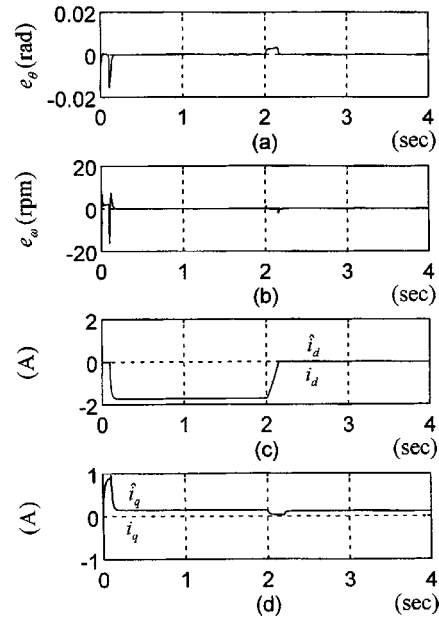 0.02
0
-0.02
e_θ (rad)
0 1 2 3 4
(a) (sec)
20
0
-20
e_ω (rpm)
0 1 2 3 4
(b) (sec)
2
0
-2
(A)
î_d
i_d
0 1 2 3 4
(c) (sec)
1
0
-1
(A)
î_q
i_q
0 1 2 3 4
(d) (sec)